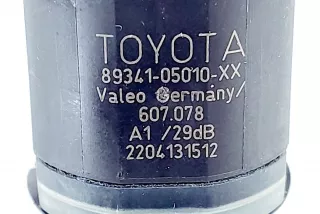 TOYOTA
89341-05010-XX
Valeo Germany/
607.078
A1 /29dB
2204131512